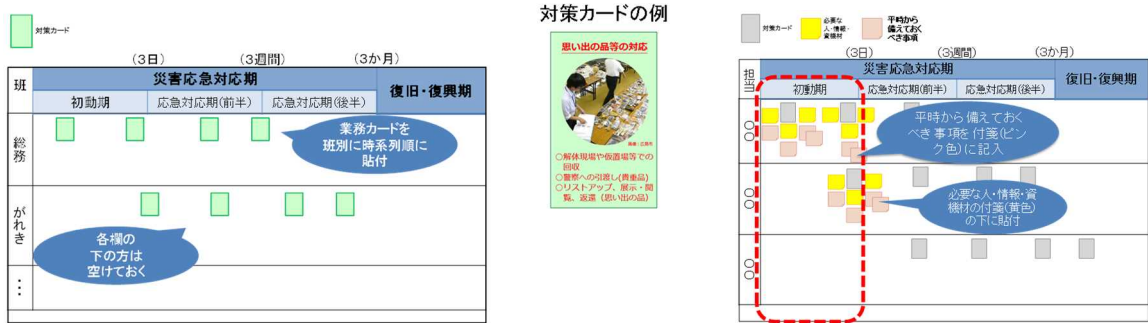 対策カード
(3日)
(3週間)
(3か月)
班
災害応急対応期
復旧・復興期
初動期
応急対応期(前半)
応急対応期(後半)
総務
業務カードを
班別に時系列順に
貼付
がれき
各欄の
下の方は
空けておく
⋮
対策カードの例
思い出の品等の対応
○解体現場や仮置場等での
回収
○警察への引渡し(貴重品)
○リストアップ、展示・閲
覧、返還(思い出の品)
対策カード
必要な
人・情報・
資機材
平時から
備えておく
べき事項
(3日)
(3週間)
(3か月)
担当
災害応急対応期
復旧・復興期
初動期
応急対応期(前半)
応急対応期(後半)
○○
平時から備えておく
べき事項を付箋(ピン
ク色)に記入
○○
必要な人・情報・資
機材の付箋(黄色)
の下に貼付
○○